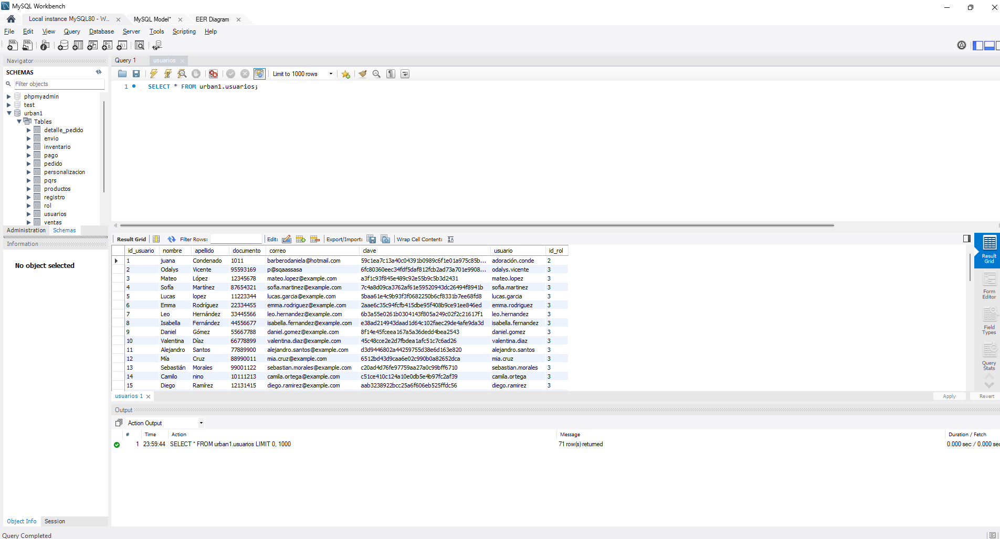 MySQL Workbench
Local instance MySQL80 - W... MySQL Model* EER Diagram
File Edit View Query Database Server Tools Scripting Help
Navigator
SCHEMAS
Filter objects
phpmyadmin
test
urban1
Tables
detalle_pedido
envio
inventario
pago
pedido
personalizacion
pqrs
productos
registro
rol
usuarios
ventas
Administration Schemas
Information
No object selected
Object Info Session
Query 1 usuarios
Limit to 1000 rows
1 SELECT * FROM urban1.usuarios;
Result Grid Filter Rows: Edit: Export/Import: Wrap Cell Content:
id_usuario nombre apellido documento correo clave usuario id_rol
1 juana Condenado 1011 barberodaniela@hotmail.com 59c1ea7c13a40c04391b0989c6f1e01a975c85b... adoración.conde 2
2 Odalys Vicente 95593169 p@sqaassasa 6fc80360eec34fdf5daf812fcb2ad73a701e9908... odalys.vicente 3
3 Mateo López 12345678 mateo.lopez@example.com a3f1c93f845e489c92e55b9c5b3d2431 mateo.lopez 3
4 Sofía Martínez 87654321 sofia.martinez@example.com 7c4a8d09ca3762af61e59520943dc26494f8941b sofia.martinez 3
5 Lucas lopez 11223344 lucas.garcia@example.com 5baa61e4c9b93f3f0682250b6cf8331b7ee68fd8 lucas.garcia 3
6 Emma Rodríguez 22334455 emma.rodriguez@example.com 2aae6c35c94fcfb415dbe95f408b9ce91ee846ed emma.rodriguez 3
7 Leo Hernández 33445566 leo.hernandez@example.com 6b3a55e0261b0304143f805a249c02f2c21617f1 leo.hernandez 3
8 Isabella Fernández 44556677 isabella.fernandez@example.com e38ad214943daad1d64c102faec29de4afe9da3d isabella.fernandez 3
9 Daniel Gómez 55667788 daniel.gomez@example.com 8f14e45fceea167a5a36dedd4bea2543 daniel.gomez 3
10 Valentina Díaz 66778899 valentina.diaz@example.com 45c48cce2e2d7fbdea1afc51c7c6ad26 valentina.diaz 3
11 Alejandro Santos 77889900 alejandro.santos@example.com d3d9446802a44259755d38e6d163e820 alejandro.santos 3
12 Mía Cruz 88990011 mia.cruz@example.com 6512bd43d9caa6e02c990b0a82652dca mia.cruz 3
13 Sebastián Morales 99001122 sebastian.morales@example.com c20ad4d76fe97759aa27a0c99bff6710 sebastian.morales 3
14 Camilo nino 10111213 camila.ortega@example.com c51ce410c124a10e0db5e4b97fc2af39 camila.ortega 3
15 Diego Ramírez 12131415 diego.ramirez@example.com aab3238922bcc25a6f606eb525ffdc56 diego.ramirez 3
Result Grid
Form Editor
Field Types
Query Stats
usuarios 1 Apply Revert
Output
Action Output
# Time Action Message Duration / Fetch
1 23:59:44 SELECT * FROM urban1.usuarios LIMIT 0, 1000 71 row(s) returned 0.000 sec / 0.000 sec
Query Completed